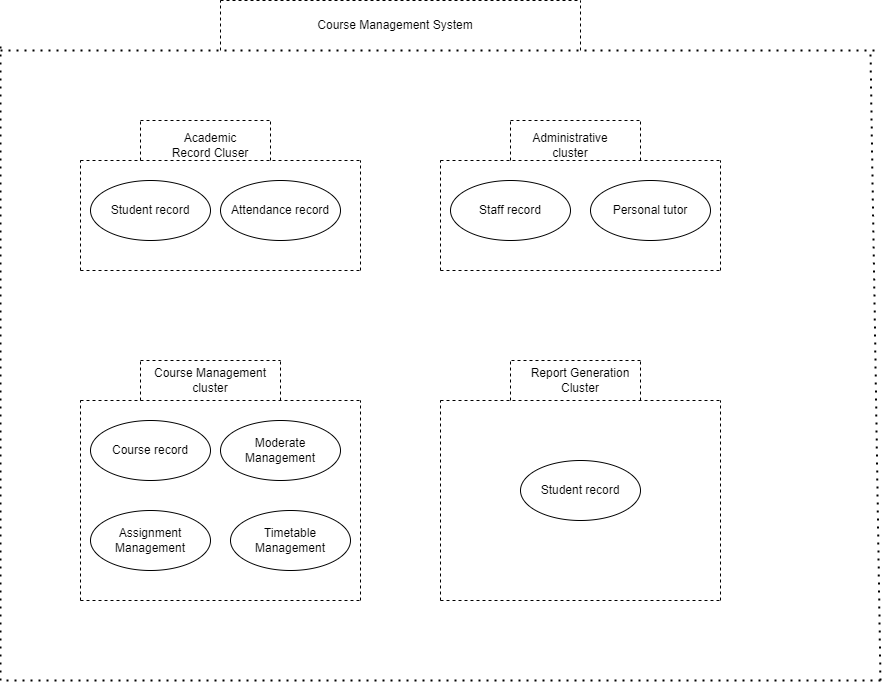 Course Management System
Academic
Record Cluser
Student record
Attendance record
Administrative
cluster
Staff record
Personal tutor
Course Management
cluster
Course record
Moderate
Management
Assignment
Management
Timetable
Management
Report Generation
Cluster
Student record